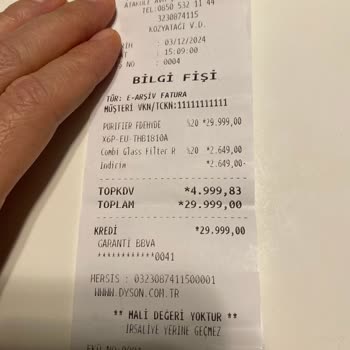 TEL:0850 532 11 44
3230874115
KOZYATAĞI V.D.
İH : 03/12/2024
T : 15:09:00
NO : 0004
BİLGİ FİŞİ
TÜR: E-ARŞİV FATURA
MÜŞTERİ VKN/TCKN:11111111111
PURIFIER FDEHYDE %20 *29.999,00
X6P-EU-THB1810A
Combi Glass Filter R %20 *2.649,00
İndirim *2.649,00-
TOPKDV *4.999,83
TOPLAM *29.999,00
KREDİ *29.999,00
GARANTİ BBVA
************0041
HERSIS : 0323087411500001
WWWW.DYSON.COM.TR
** MALİ DEĞERİ YOKTUR **
İRSALİYE YERİNE GEÇMEZ